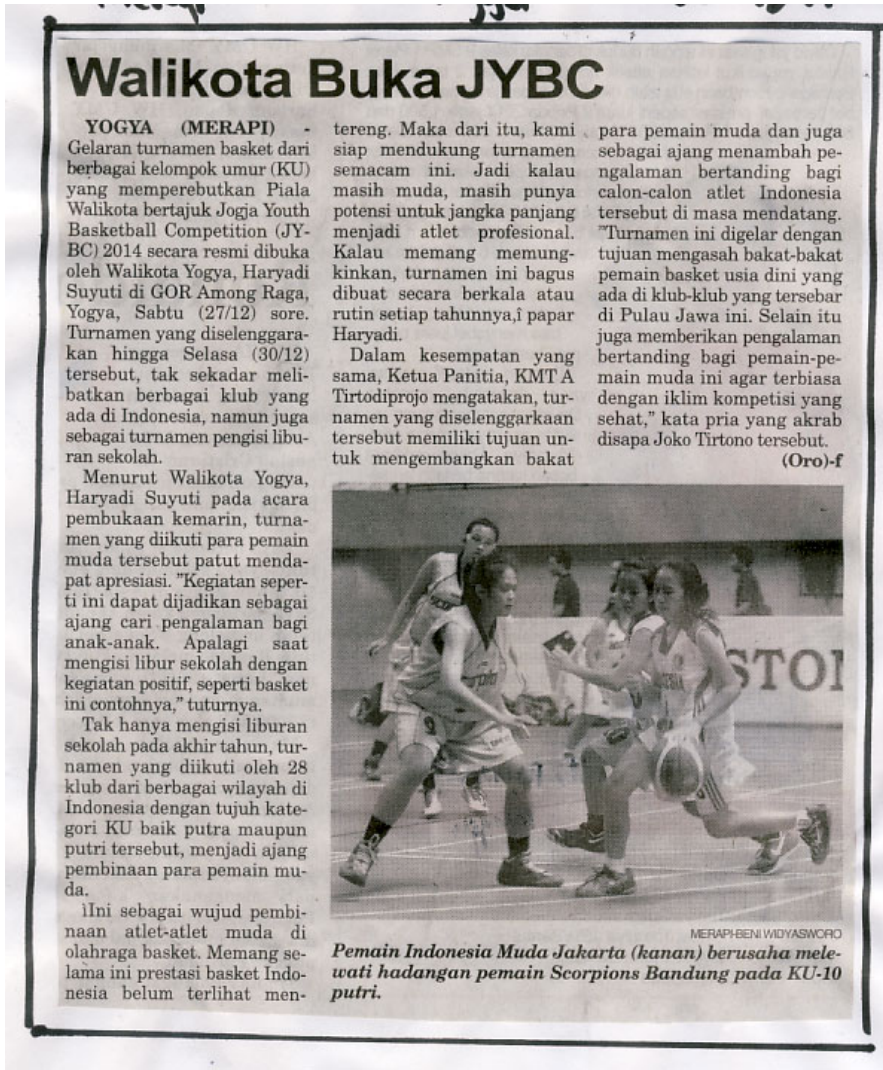 Walikota Buka JYBC
YOGYA (MERAPI) -
Gelaran turnamen basket dari
berbagai kelompok umur (KU)
yang memperebutkan Piala
Walikota bertajuk Jogja Youth
Basketball Competition (JY-
BC) 2014 secara resmi dibuka
oleh Walikota Yogya, Haryadi
Suyuti di GOR Among Raga,
Yogya, Sabtu (27/12) sore.
Turnamen yang diselenggara-
kan hingga Selasa (30/12)
tersebut, tak sekadar meli-
batkan berbagai klub yang
ada di Indonesia, namun juga
sebagai turnamen pengisi libu-
ran sekolah.
Menurut Walikota Yogya,
Haryadi Suyuti pada acara
pembukaan kemarin, turna-
men yang diikuti para pemain
muda tersebut patut menda-
pat apresiasi. "Kegiatan seper-
ti ini dapat dijadikan sebagai
ajang cari pengalaman bagi
anak-anak. Apalagi saat
mengisi libur sekolah dengan
kegiatan positif, seperti basket
ini contohnya," tuturnya.
Tak hanya mengisi liburan
sekolah pada akhir tahun, tur-
namen yang diikuti oleh 28
klub dari berbagai wilayah di
Indonesia dengan tujuh kate-
gori KU baik putra maupun
putri tersebut, menjadi ajang
pembinaan para pemain mu-
da.
ìIni sebagai wujud pembi-
naan atlet-atlet muda di
olahraga basket. Memang se-
lama ini prestasi basket Indo-
nesia belum terlihat men-
tereng. Maka dari itu, kami
siap mendukung turnamen
semacam ini. Jadi kalau
masih muda, masih punya
potensi untuk jangka panjang
menjadi atlet profesional.
Kalau memang memung-
kinkan, turnamen ini bagus
dibuat secara berkala atau
rutin setiap tahunnya,î papar
Haryadi.
Dalam kesempatan yang
sama, Ketua Panitia, KMT A
Tirtodiprojo mengatakan, tur-
namen yang diselenggarkaan
tersebut memiliki tujuan un-
tuk mengembangkan bakat
para pemain muda dan juga
sebagai ajang menambah pe-
ngalaman bertanding bagi
calon-calon atlet Indonesia
tersebut di masa mendatang.
"Turnamen ini digelar dengan
tujuan mengasah bakat-bakat
pemain basket usia dini yang
ada di klub-klub yang tersebar
di Pulau Jawa ini. Selain itu
juga memberikan pengalaman
bertanding bagi pemain-pe-
main muda ini agar terbiasa
dengan iklim kompetisi yang
sehat," kata pria yang akrab
disapa Joko Tirtono tersebut.
(Oro)-f
STON
9
MERAPI-BENI WIDYASWORO
Pemain Indonesia Muda Jakarta (kanan) berusaha mele-
wati hadangan pemain Scorpions Bandung pada KU-10
putri.